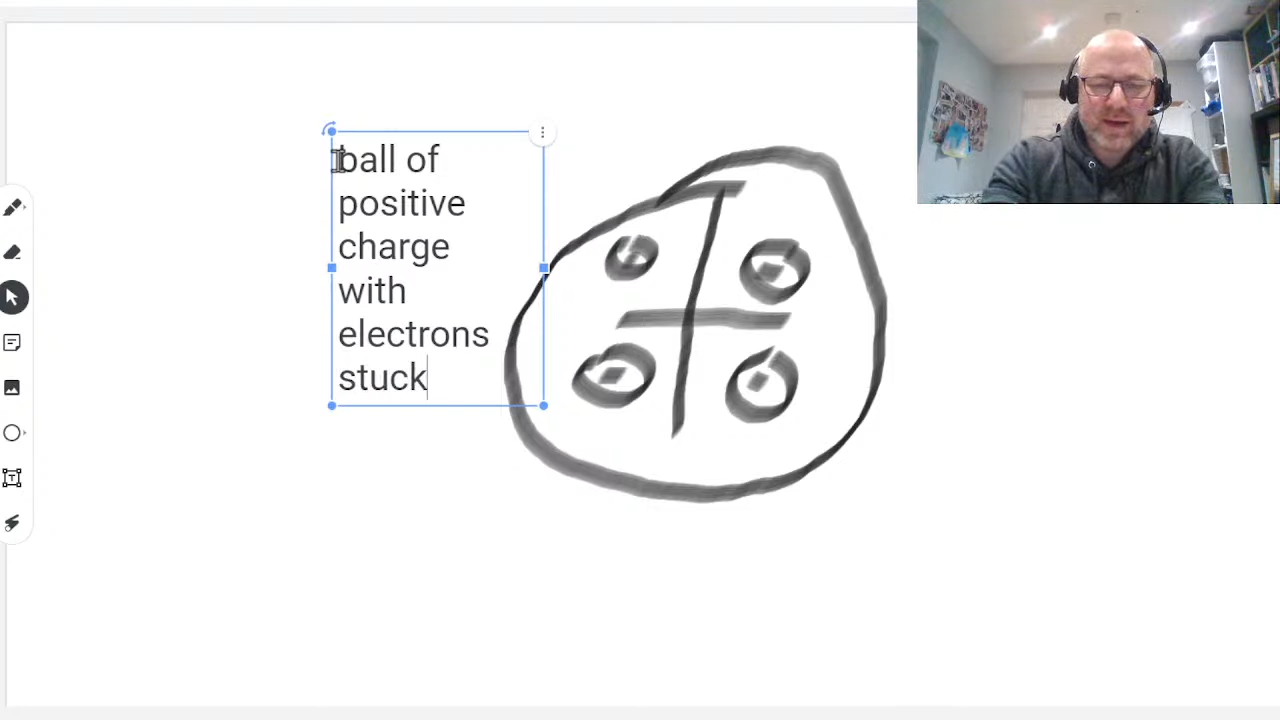 ball of
positive
charge
with
electrons
stuck